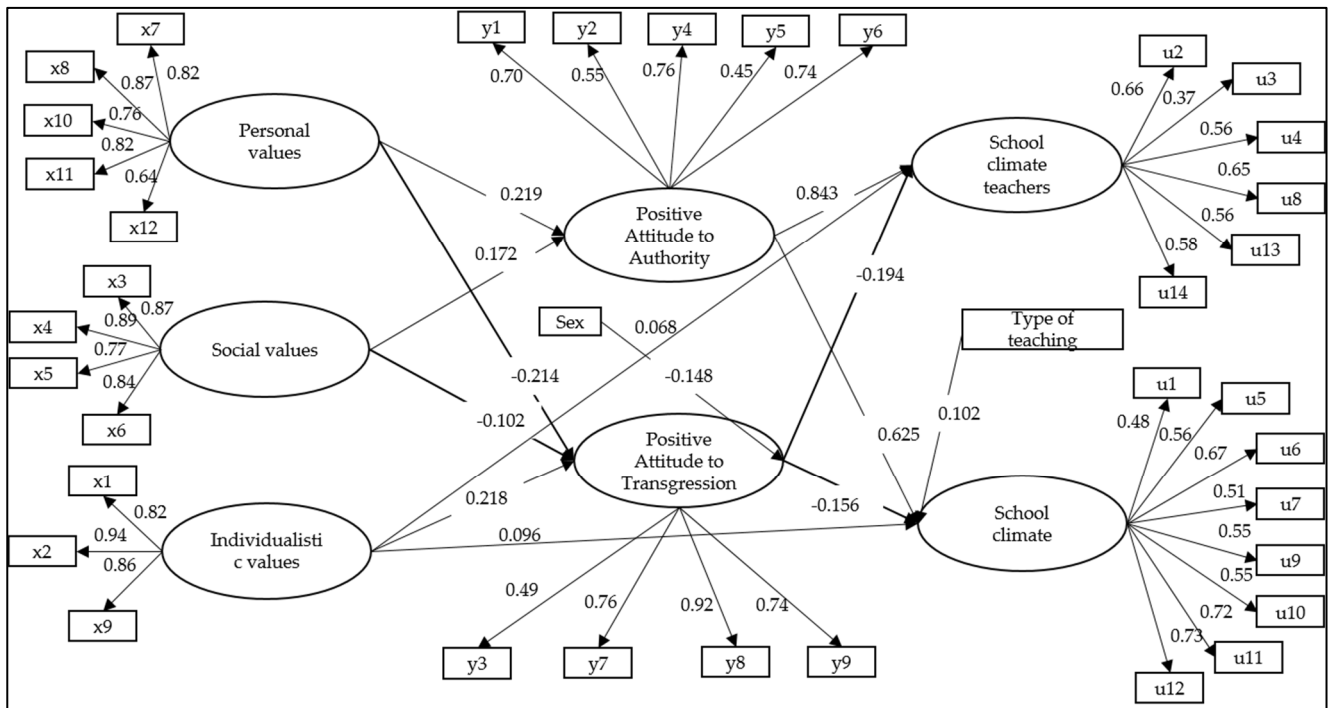 x7
x8
0.82
0.87
x10
0.76
x11
0.82
0.64
x12
Personal
values
y1
y2
y4
y5
y6
0.70
0.55
0.76
0.45
0.74
u2
u3
0.66
0.37
u4
0.56
0.65
u8
0.56
u13
0.58
u14
School
climate
teachers
0.219
0.172
Positive
Attitude to
Authority
0.843
-0.194
x3
0.87
x4
0.89
x5
0.77
0.84
x6
Social values
Sex
0.068
Type of
teaching
-0.214
-0.148
-0.102
0.102
0.625
Positive
Attitude to
Transgression
0.218
-0.156
0.096
x1
0.82
x2
0.94
0.86
x9
Individualisti
c values
School
climate
u1
u5
0.48
0.56
u6
0.67
0.51
u7
0.55
u9
0.55
u10
0.72
0.73
u11
u12
0.49
0.76
0.92
0.74
y3
y7
y8
y9